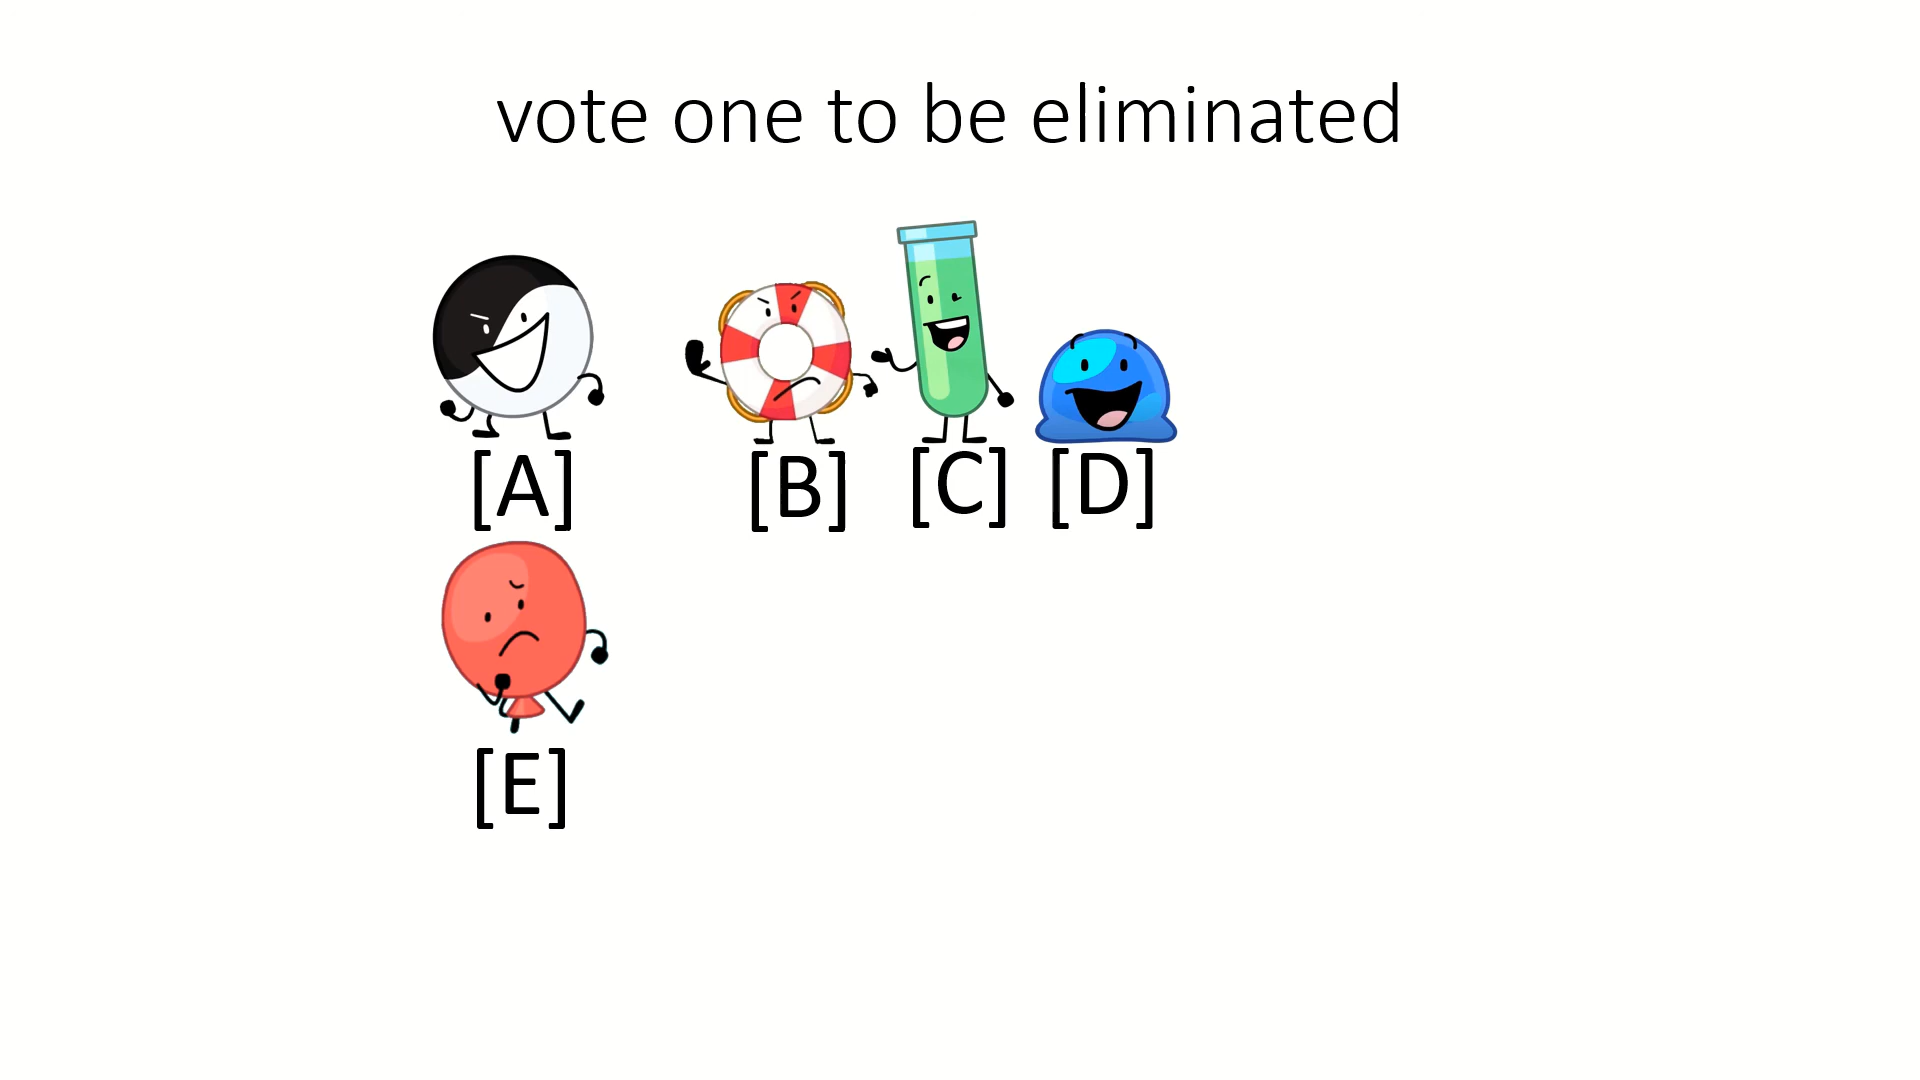 vote one to be eliminated
[A] [B] [C] [D]
[E]